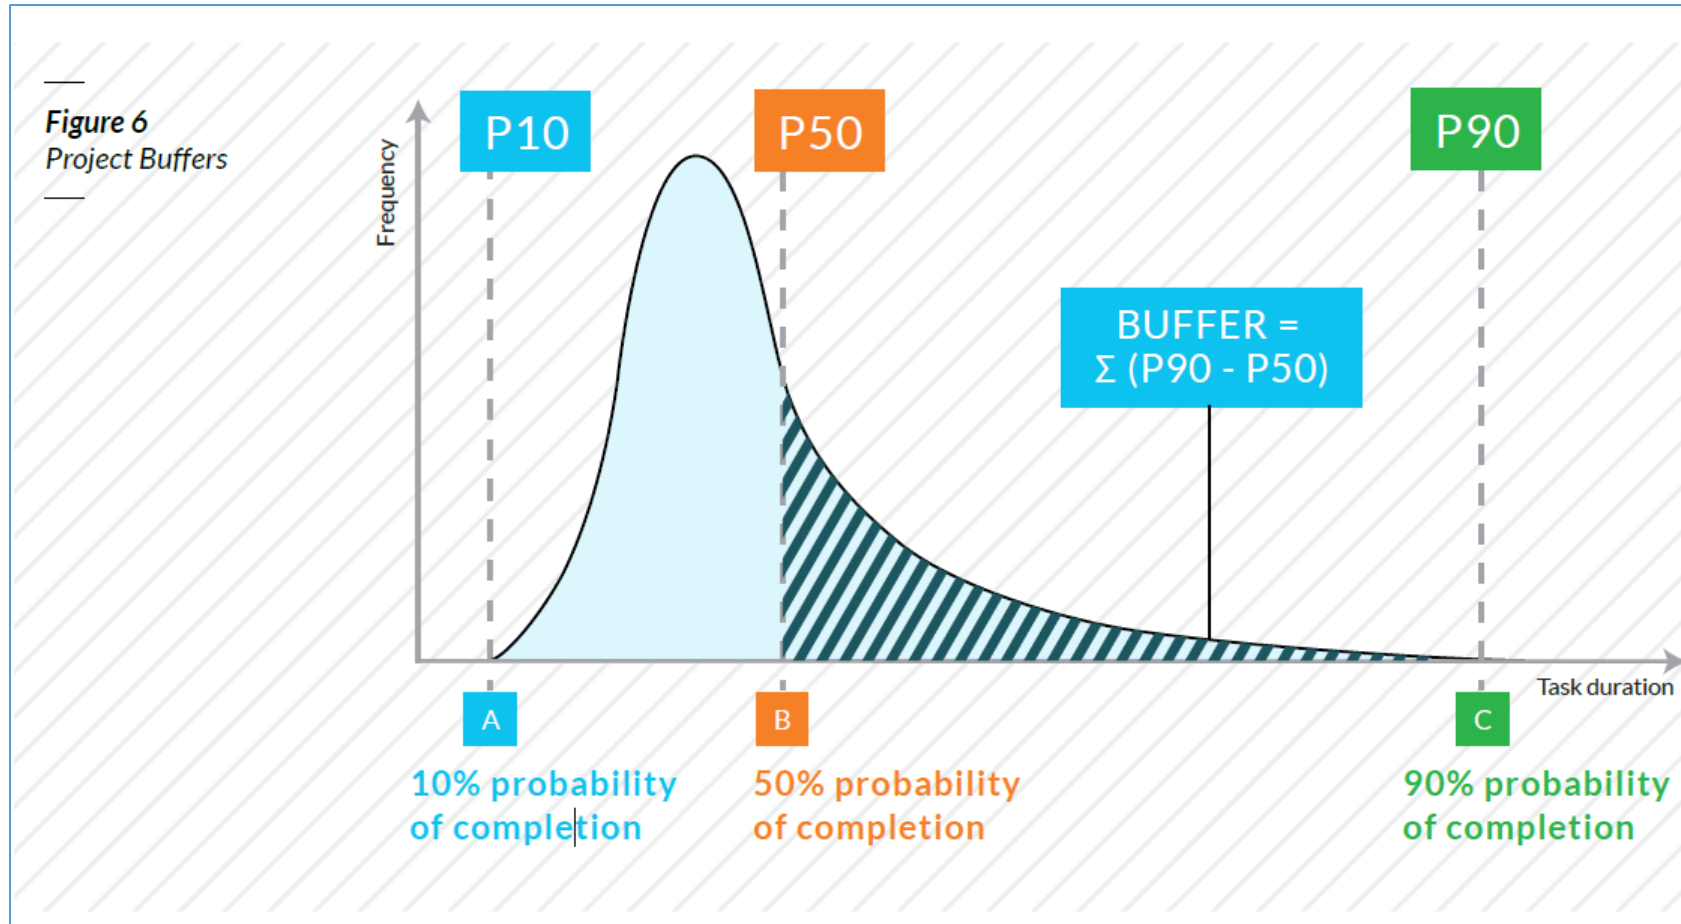 Figure 6
Project Buffers
P10
P50
P90
Frequency
BUFFER =
Σ (P90 - P50)
Task duration
A
B
C
10% probability
of completion
50% probability
of completion
90% probability
of completion